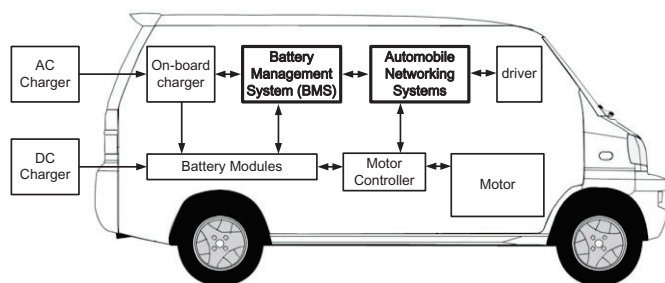 AC
Charger
On-board
charger
Battery
Management
System (BMS)
Automobile
Networking
Systems
driver
DC
Charger
Battery Modules
Motor
Controller
Motor